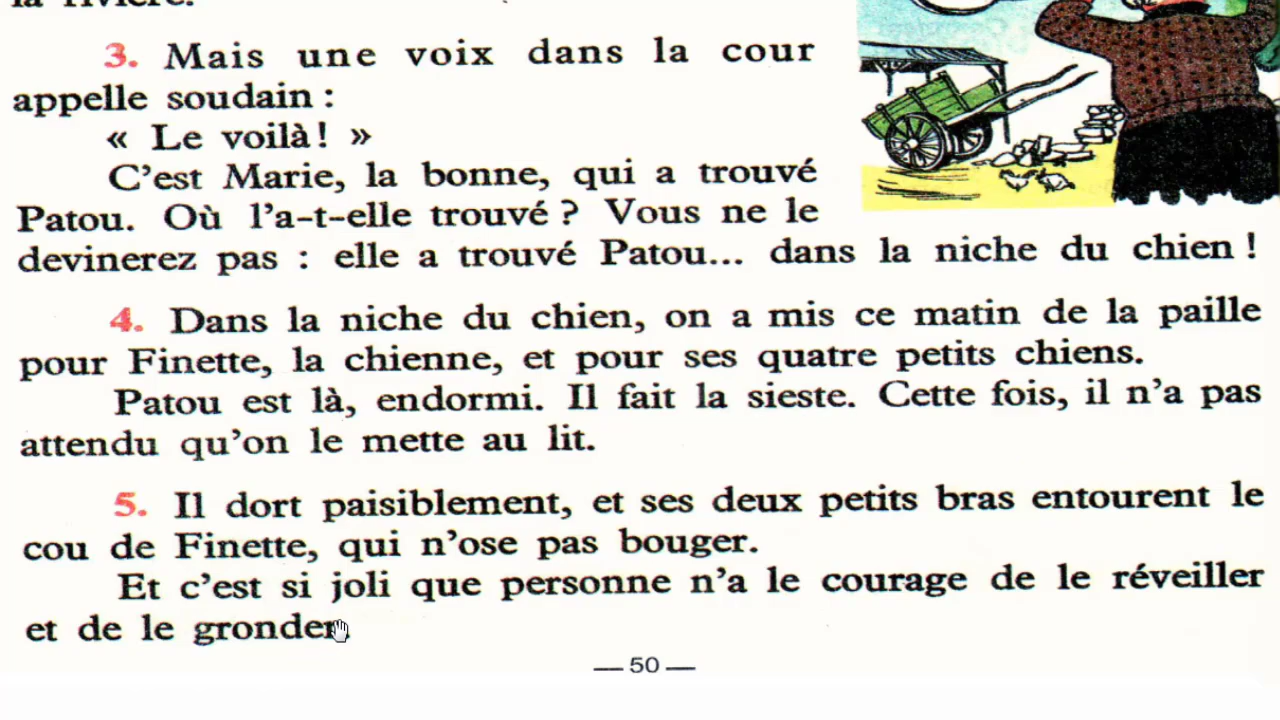 la rivière.
3. Mais une voix dans la cour
appelle soudain :
« Le voilà! »
C'est Marie, la bonne, qui a trouvé
Patou. Où l'a-t-elle trouvé ? Vous ne le
devinerez pas : elle a trouvé Patou... dans la niche du chien !
4. Dans la niche du chien, on a mis ce matin de la paille
pour Finette, la chienne, et pour ses quatre petits chiens.
Patou est là, endormi. Il fait la sieste. Cette fois, il n'a pas
attendu qu'on le mette au lit.
5. Il dort paisiblement, et ses deux petits bras entourent le
cou de Finette, qui n'ose pas bouger.
Et c'est si joli que personne n'a le courage de le réveiller
et de le gronder.
— 50 —